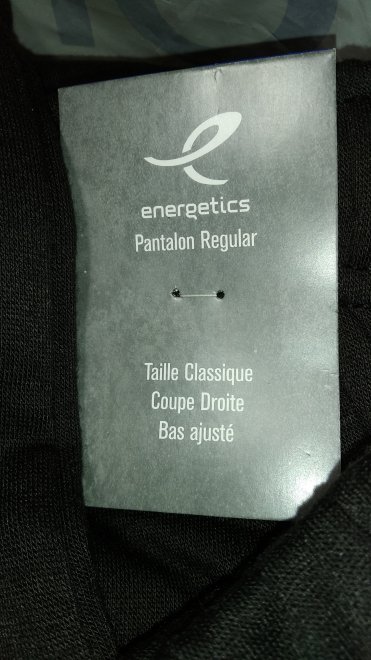 energetics
Pantalon Regular
Taille Classique
Coupe Droite
Bas ajusté